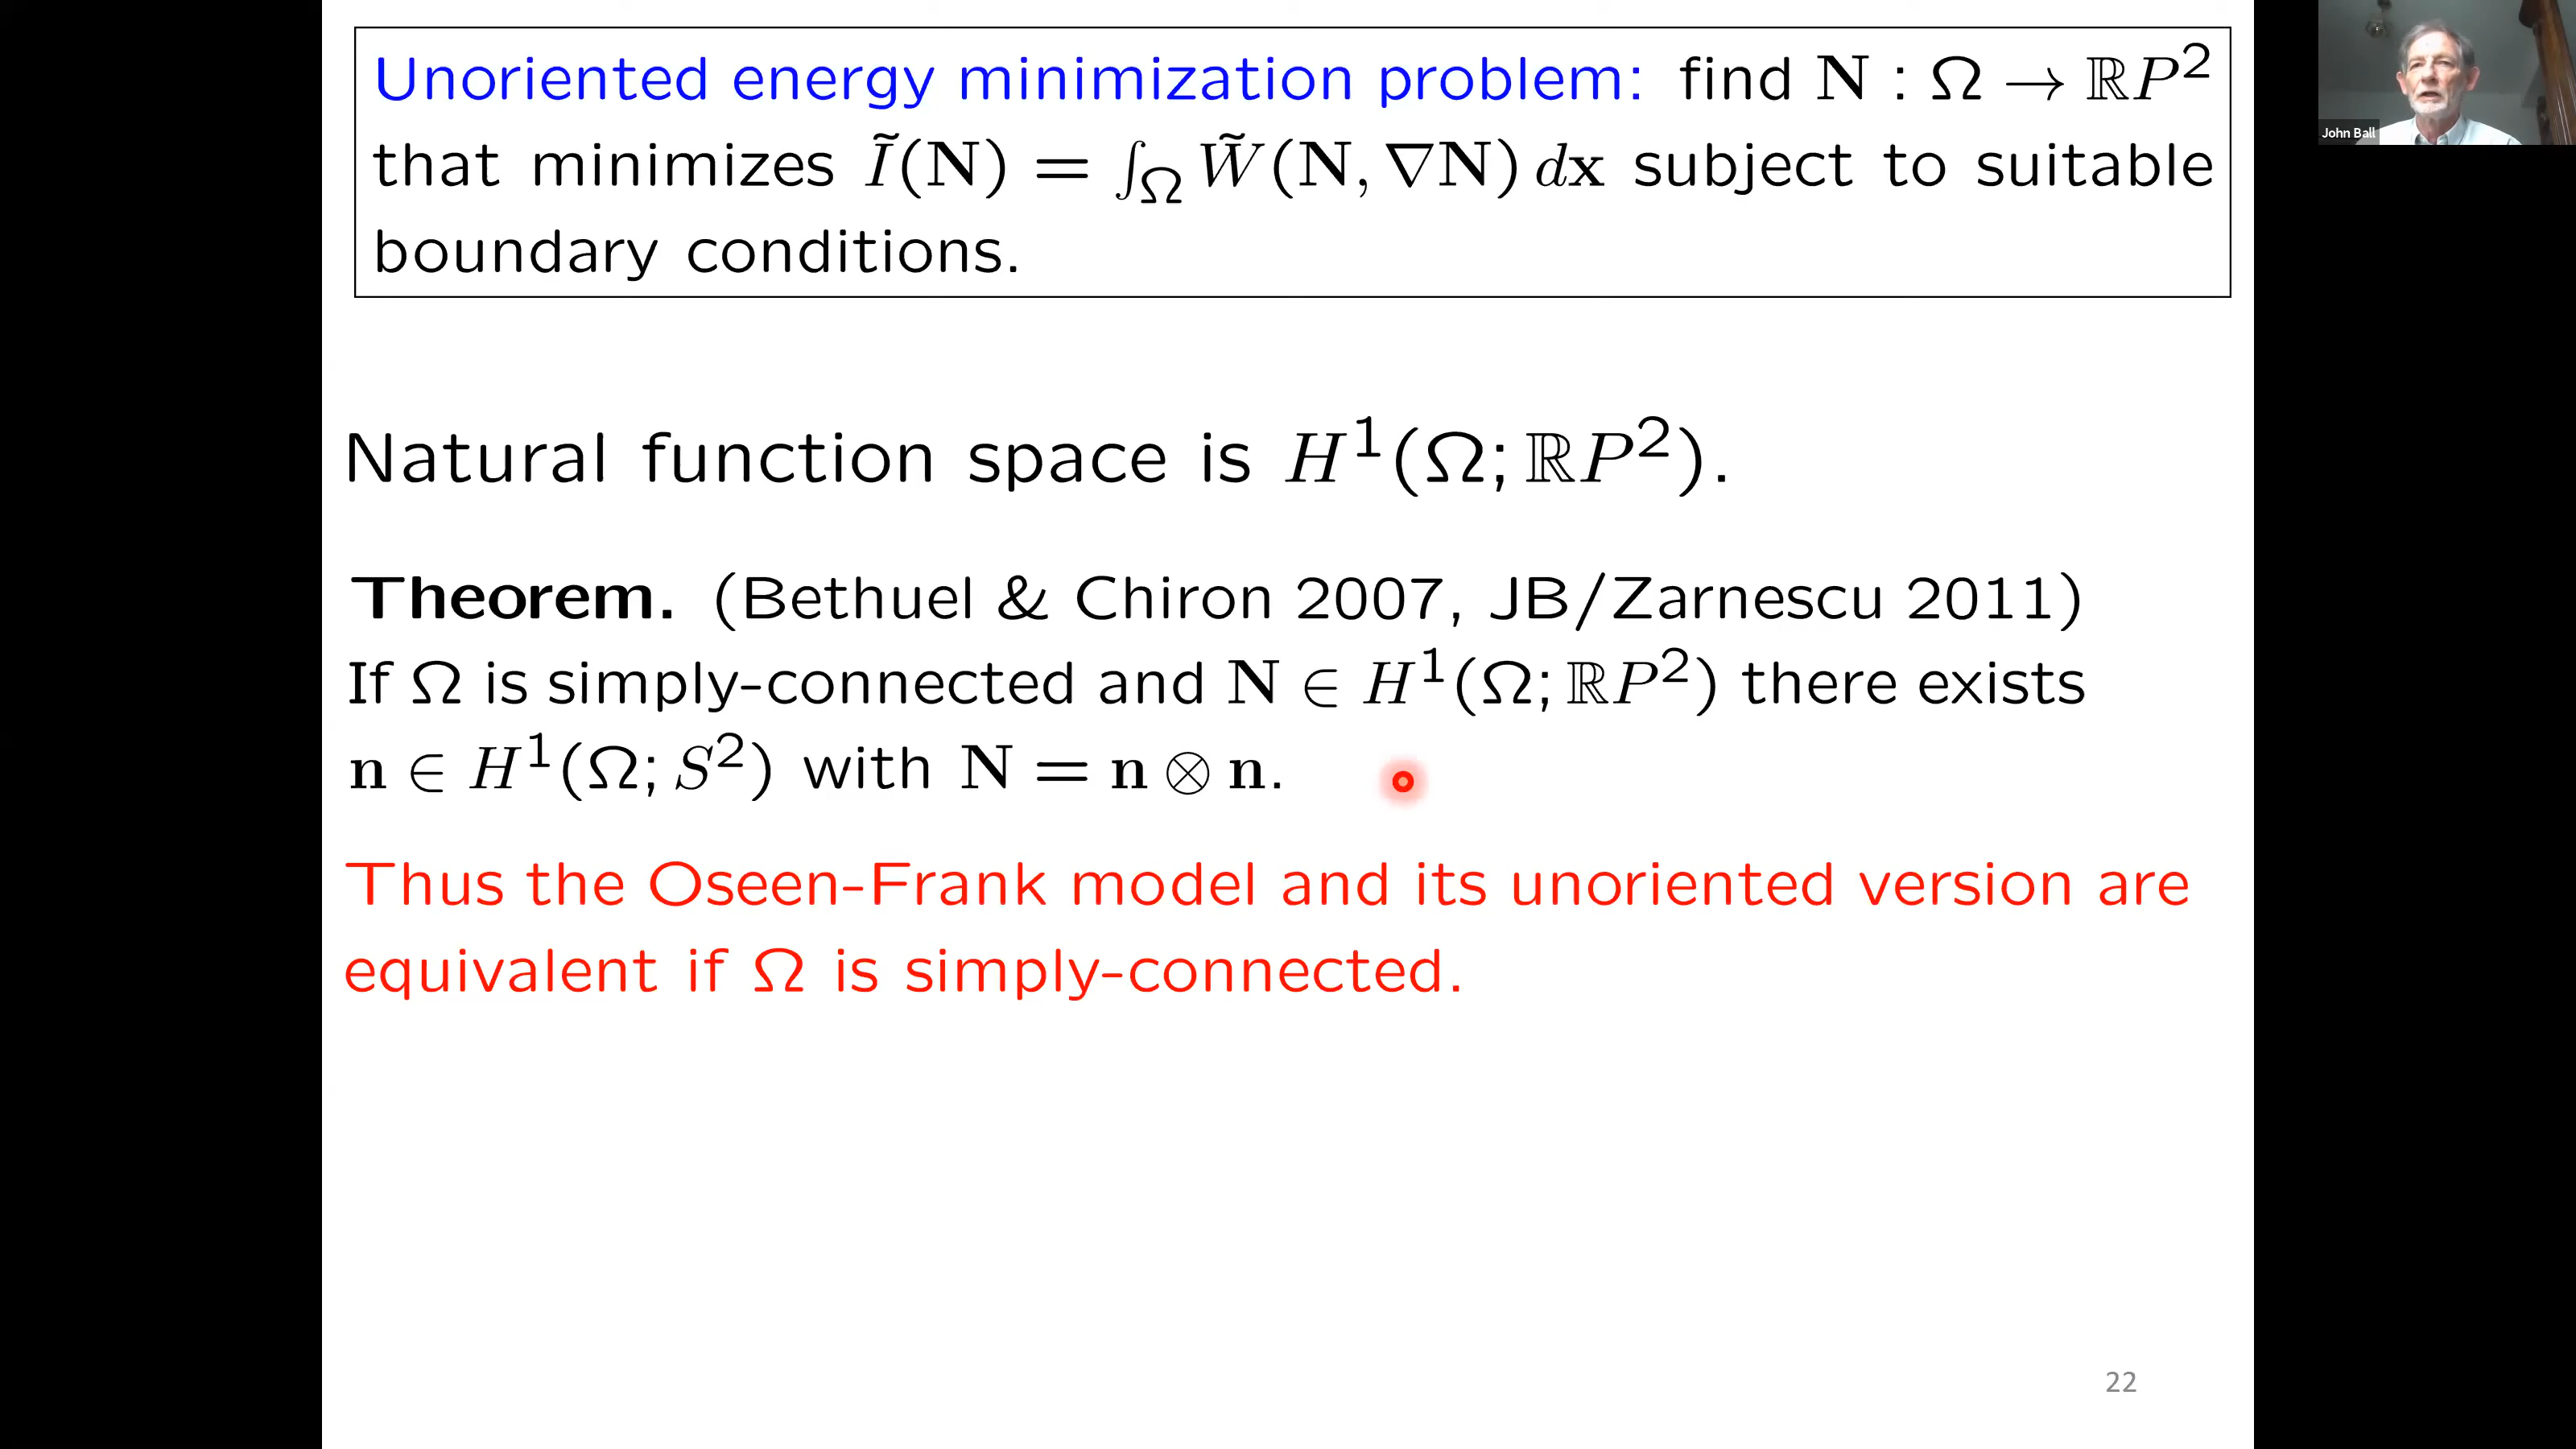 Unoriented energy minimization problem: find N : Ω → ℝP²
that minimizes Ĩ(N) = ∫_Ω W̃(N, ∇N) dx subject to suitable
boundary conditions.
Natural function space is H¹(Ω; ℝP²).
Theorem. (Bethuel & Chiron 2007, JB/Zarnescu 2011)
If Ω is simply-connected and N ∈ H¹(Ω; ℝP²) there exists
n ∈ H¹(Ω; S²) with N = n ⊗ n.
Thus the Oseen-Frank model and its unoriented version are
equivalent if Ω is simply-connected.
22
John Ball